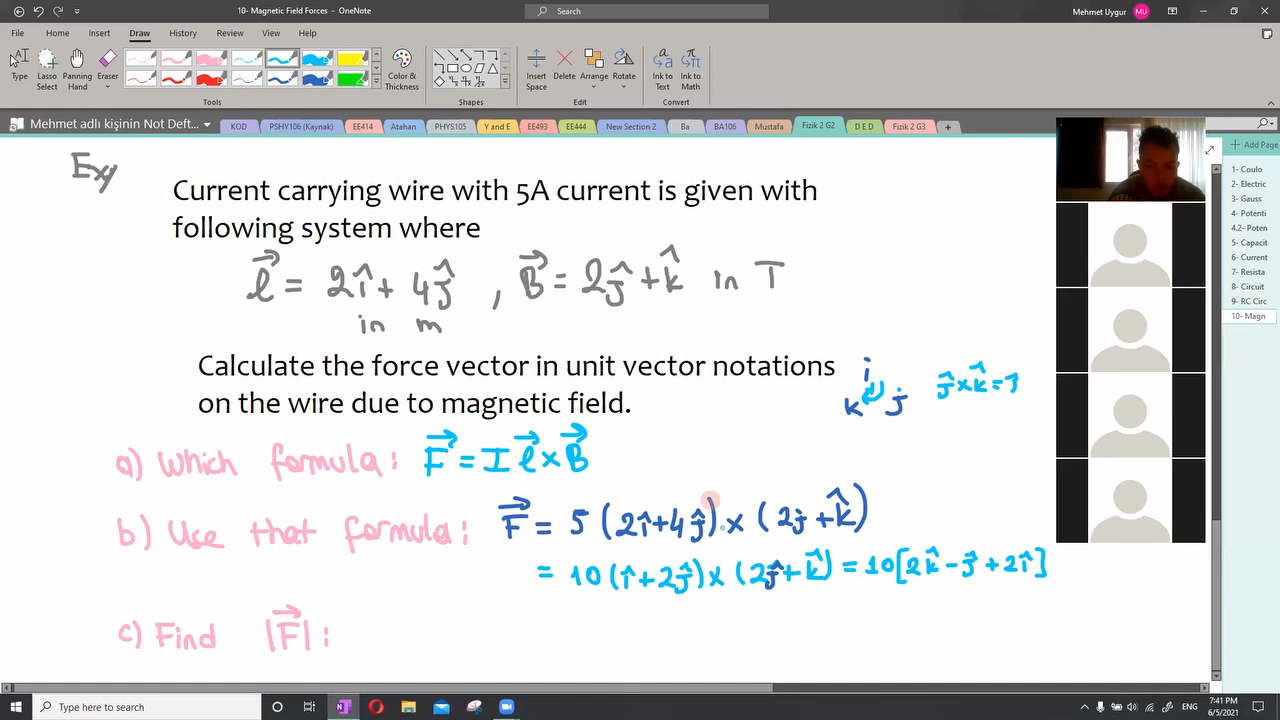 10- Magnetic Field Forces - OneNote
Search
Mehmet Uygur
MU
File Home Insert Draw History Review View Help
Type
Lasso Select
Panning Hand
Eraser
Color & Thickness
Insert Space
Delete
Arrange
Rotate
Ink to Text
Ink to Math
Tools
Shapes
Edit
Convert
Mehmet adlı kişinin Not Deft...
KOD PSHY106 (Kaynak) EE414 Atahan PHYS105 Y and E EE493 EE444 New Section 2 Ba BA106 Mustafa Fizik 2 G2 D E D Fizik 2 G3 +
Add Page
1- Coulo
2- Electric
3- Gauss
4- Potenti
4.2- Poten
5- Capacit
6- Current
7- Resista
8- Circuit
9- RC Circ
10- Magn
Ex
Current carrying wire with 5A current is given with
following system where
l⃗ = 2î + 4ĵ , B⃗ = 2ĵ + k̂ in T
in m
Calculate the force vector in unit vector notations
on the wire due to magnetic field.
i
k j
ĵ × k̂ = î
a) Which formula: F⃗ = I l⃗ × B⃗
b) Use that formula: F⃗ = 5 (2î + 4ĵ) × (2ĵ + k̂)
= 10 (î + 2ĵ) × (2ĵ + k̂) = 10[2k̂ - ĵ + 2î]
c) Find |F⃗| :
Type here to search
ENG
7:41 PM
6/5/2021